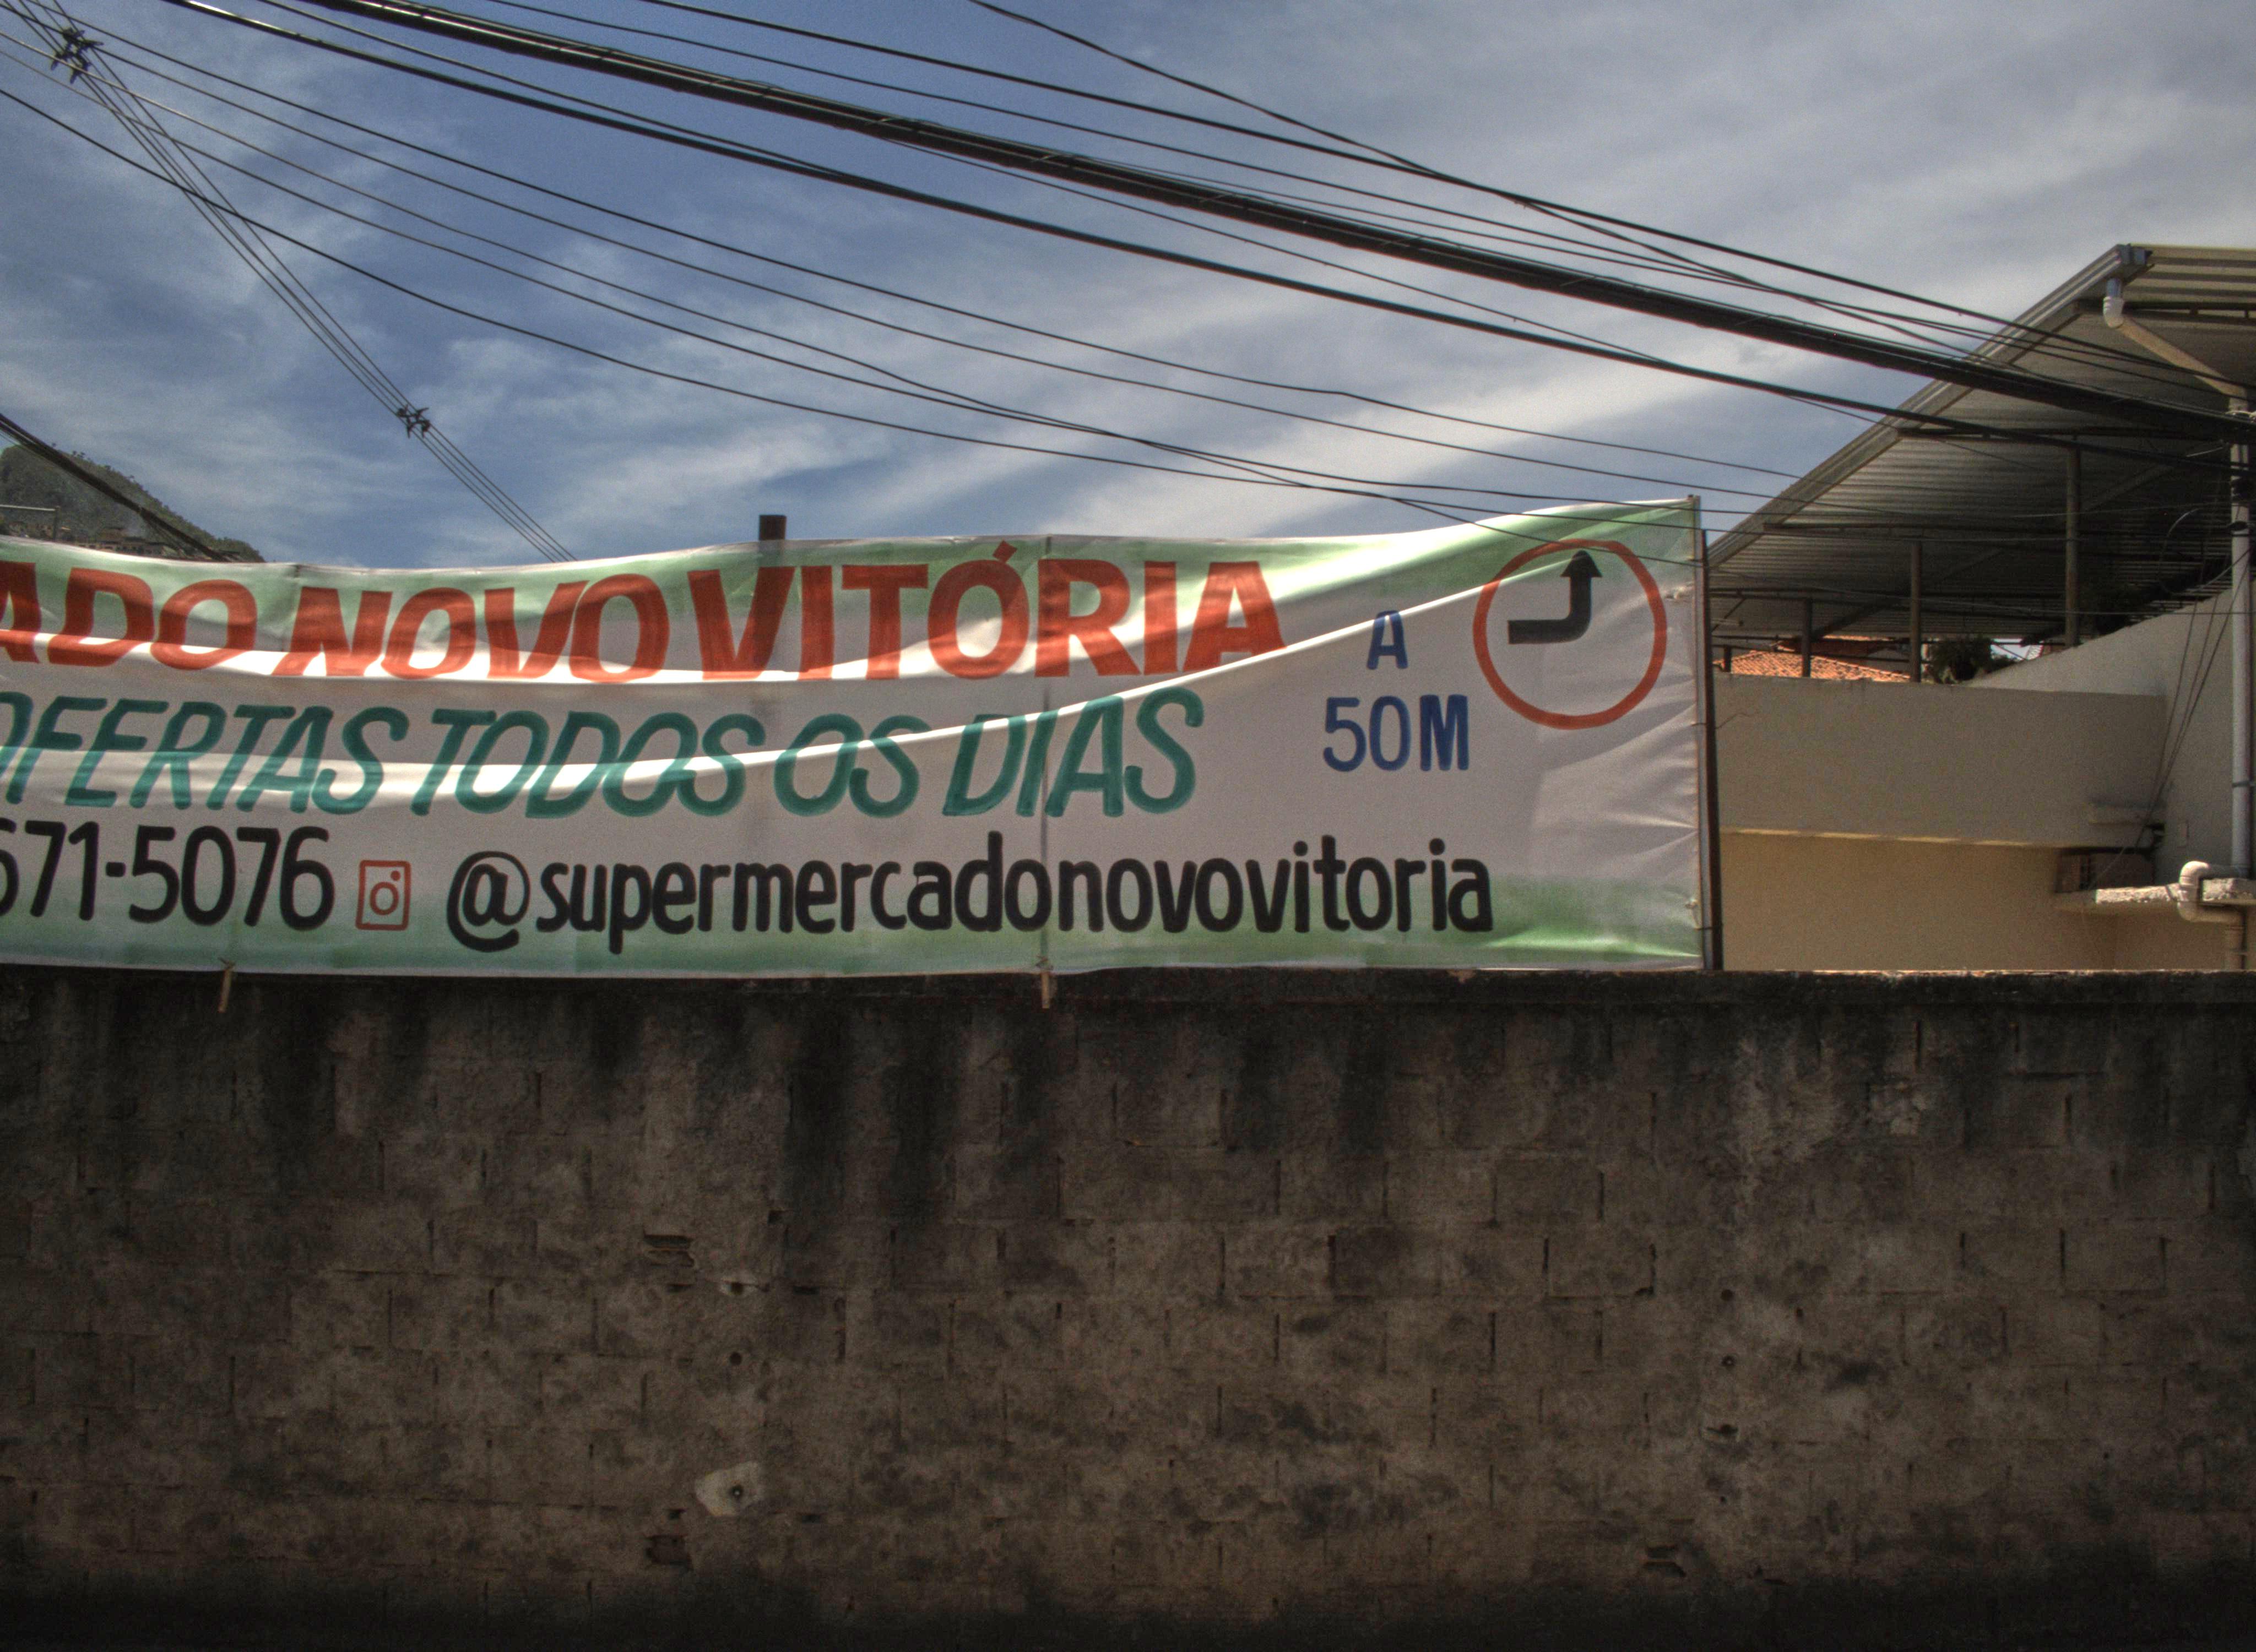 ADO NOVO VITÓRIA
OFERTAS TODOS OS DIAS
A
50M
671-5076 @supermercadonovovitoria